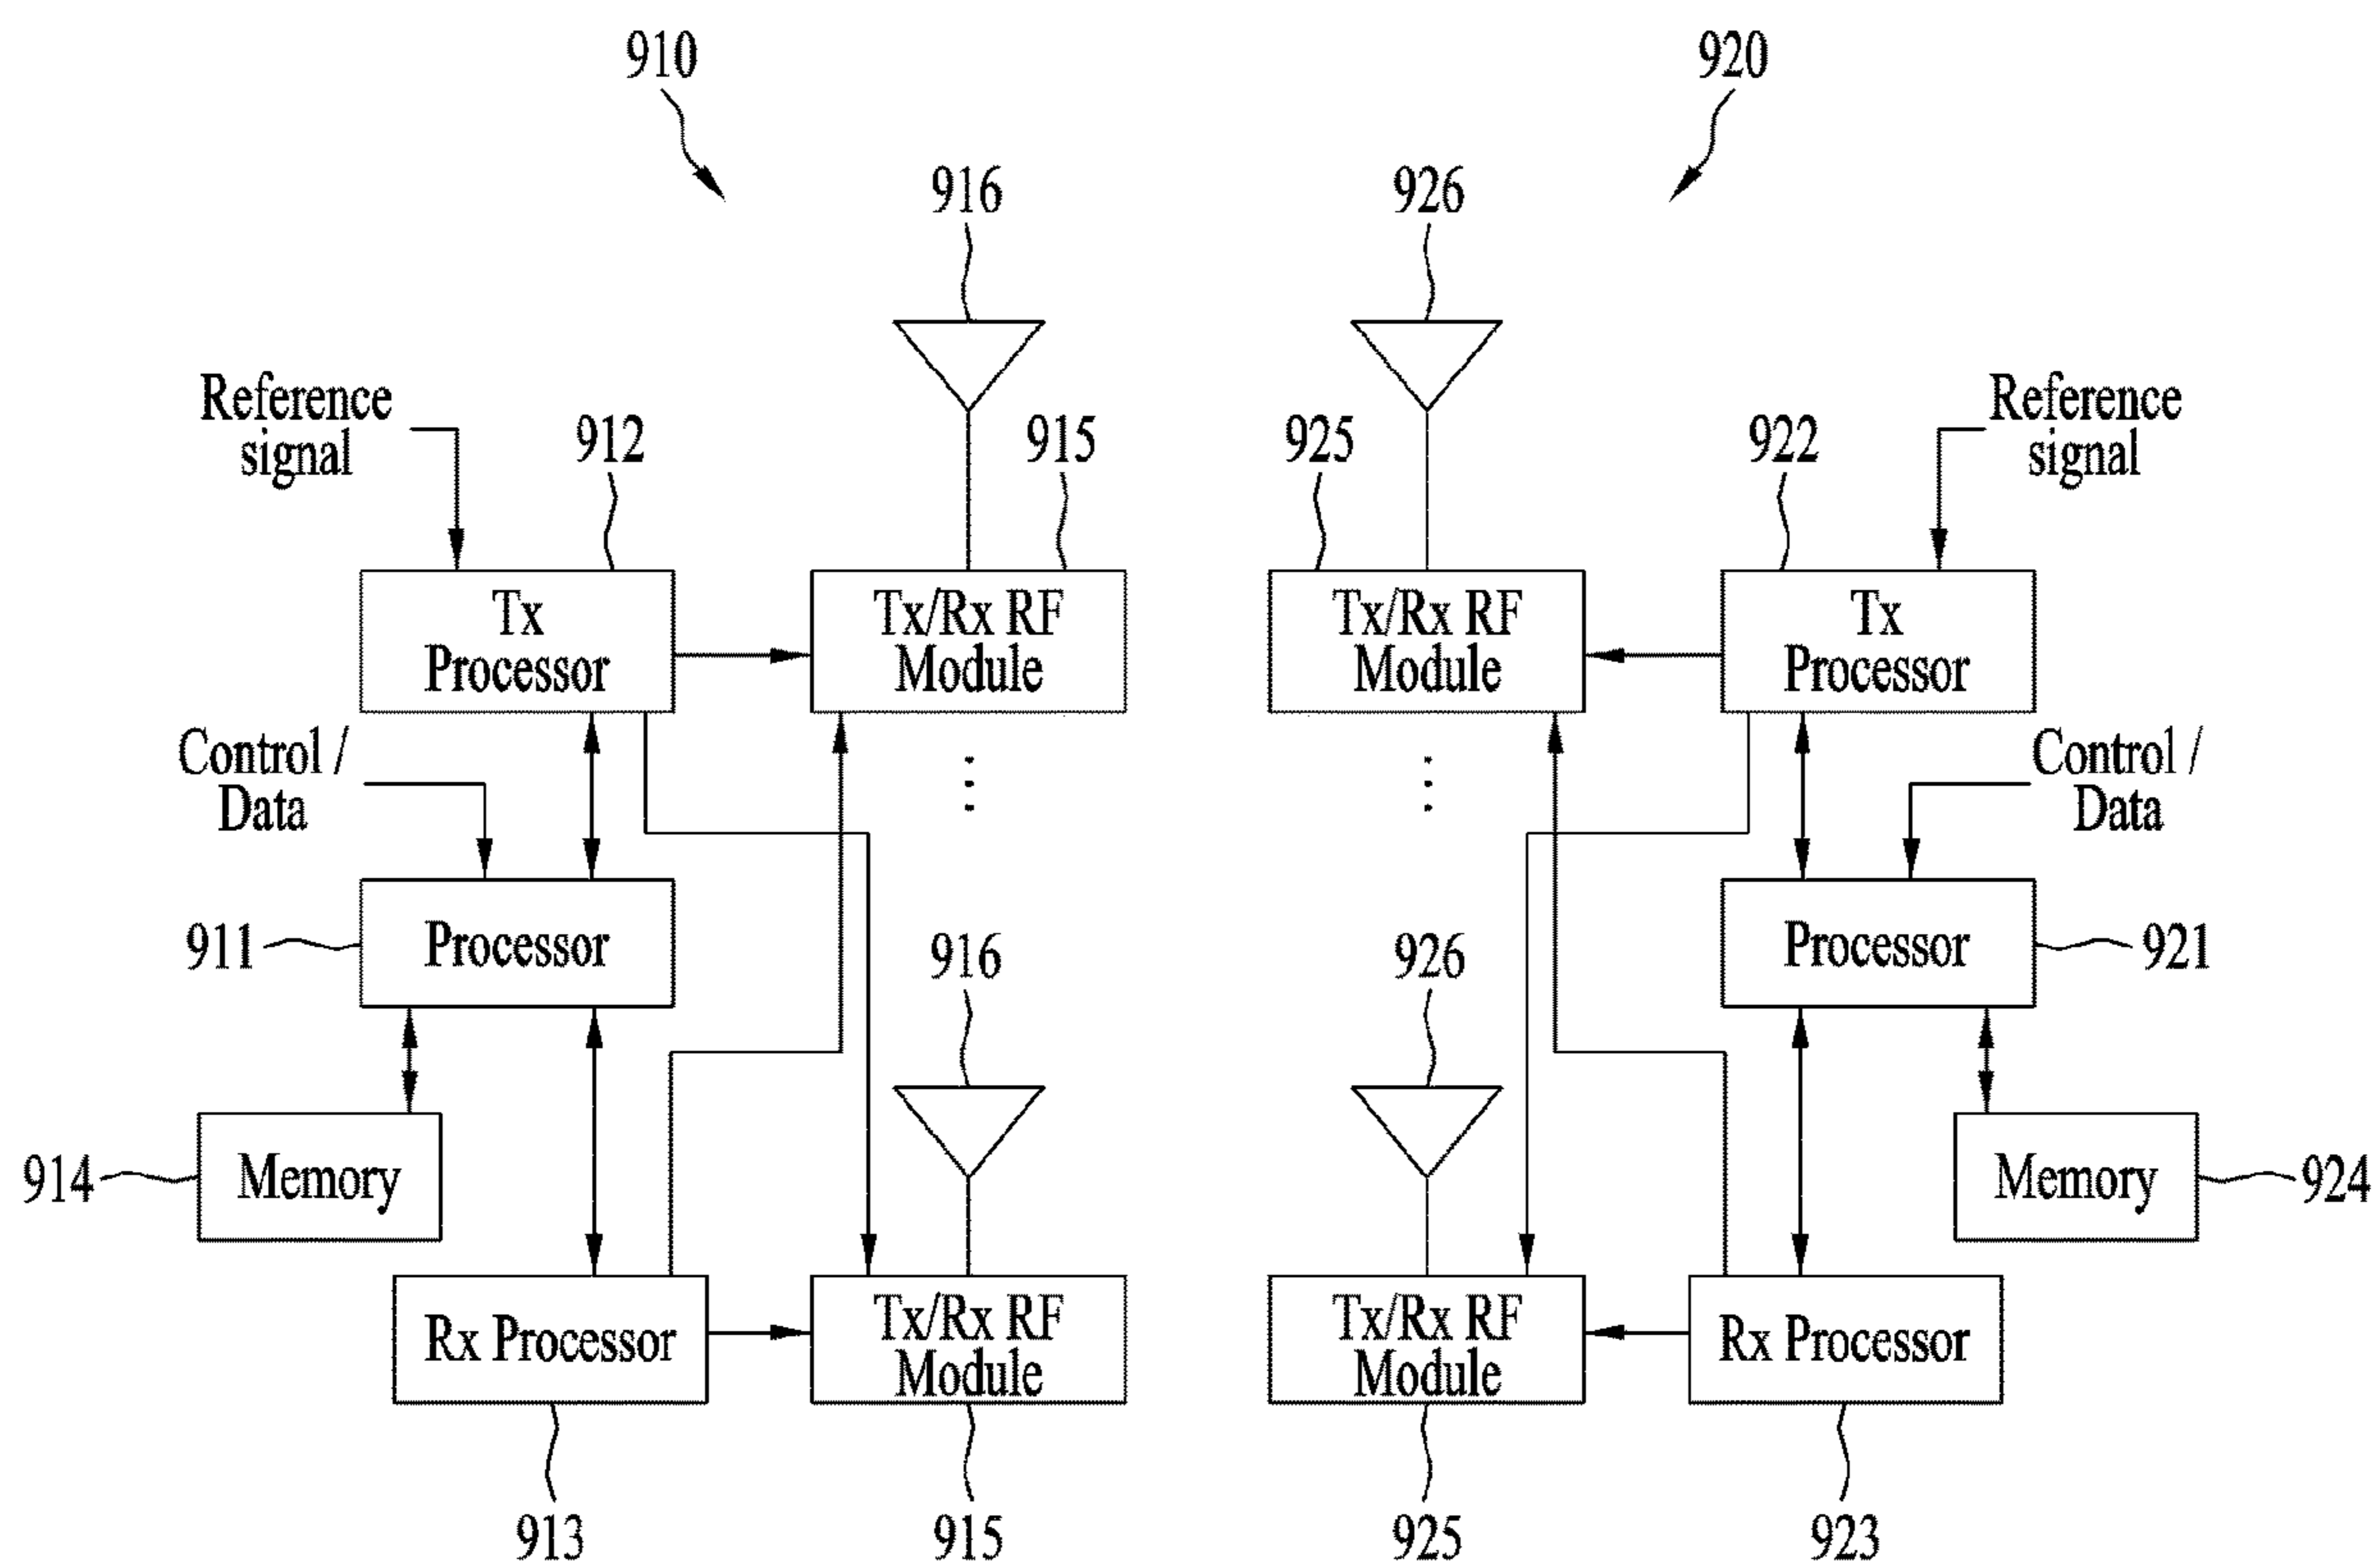 910
920
916
926
Reference
signal
912
915
925
922
Reference
signal
Tx
Processor
Tx/Rx RF
Module
Tx/Rx RF
Module
Tx
Processor
Control /
Data
Control /
Data
911
Processor
916
926
Processor
921
914
Memory
Memory
924
Rx Processor
Tx/Rx RF
Module
Tx/Rx RF
Module
Rx Processor
913
915
925
923